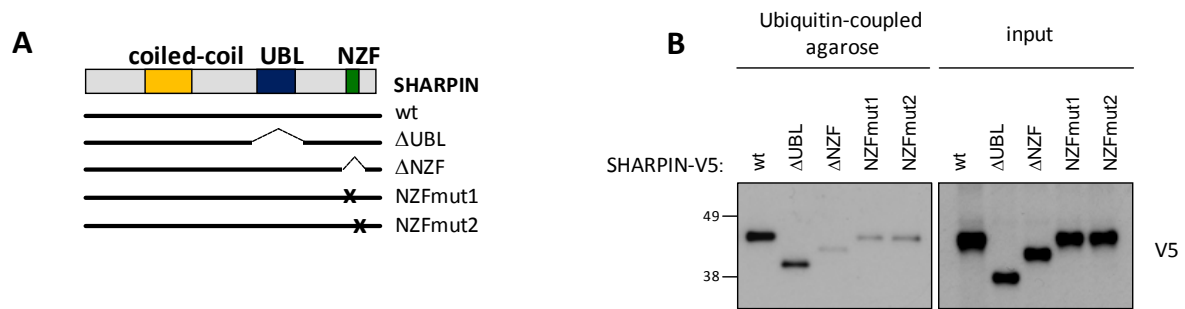 A
coiled-coil UBL NZF
SHARPIN
wt
ΔUBL
ΔNZF
NZFmut1
x
NZFmut2
x
B
Ubiquitin-coupled
agarose
input
SHARPIN-V5:
wt
ΔUBL
ΔNZF
NZFmut1
NZFmut2
wt
ΔUBL
ΔNZF
NZFmut1
NZFmut2
49
38
V5